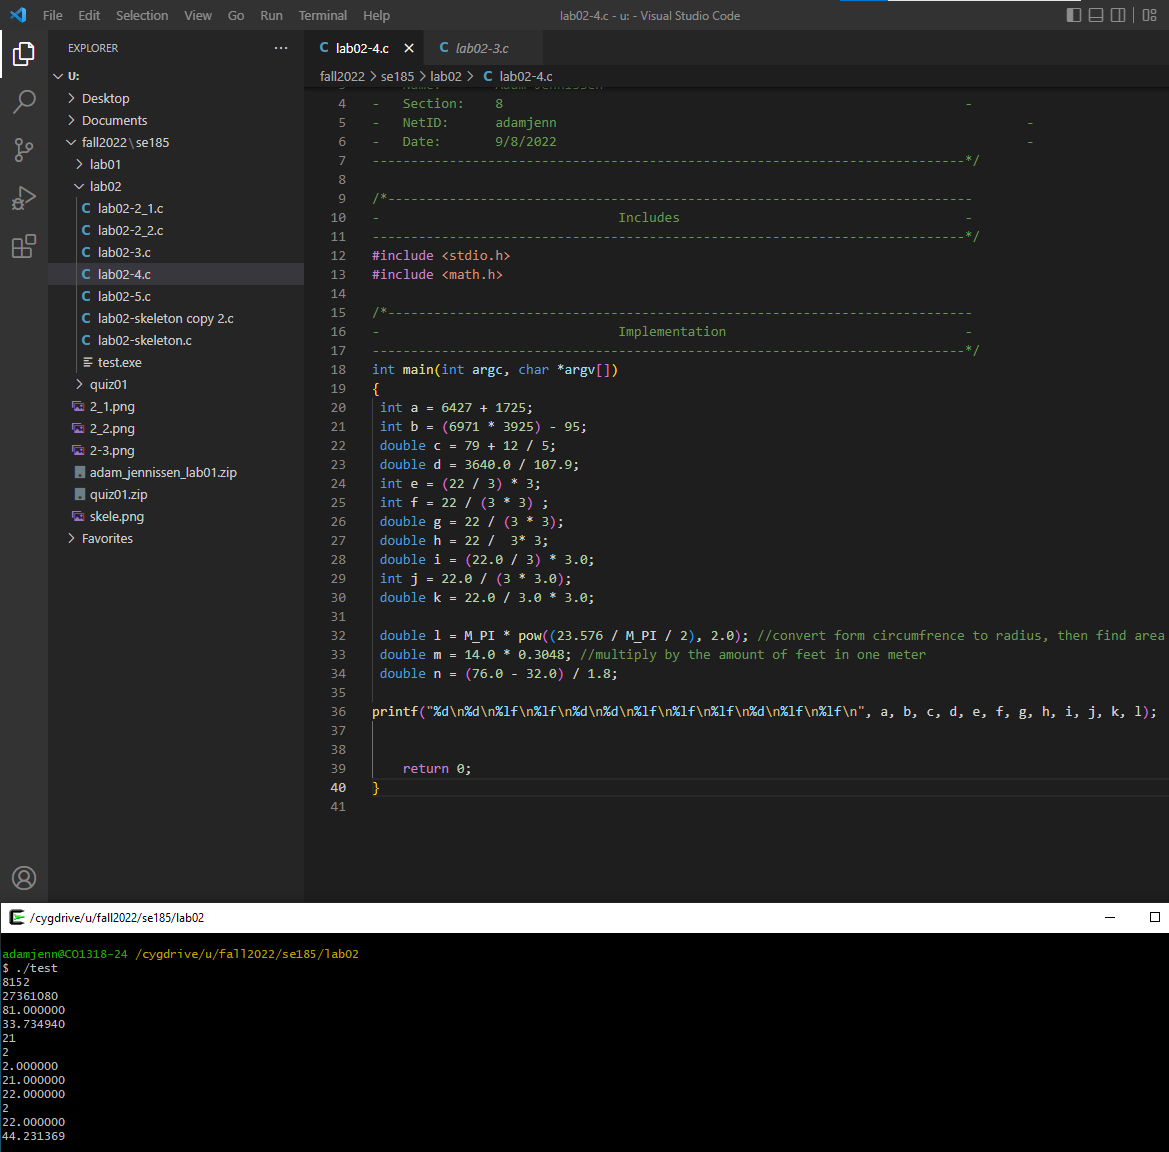 File Edit Selection View Go Run Terminal Help lab02-4.c - u: - Visual Studio Code
EXPLORER ···
U:
Desktop
Documents
fall2022\se185
lab01
lab02
C lab02-2_1.c
C lab02-2_2.c
C lab02-3.c
C lab02-4.c
C lab02-5.c
C lab02-skeleton copy 2.c
C lab02-skeleton.c
test.exe
quiz01
2_1.png
2_2.png
2-3.png
adam_jennissen_lab01.zip
quiz01.zip
skele.png
Favorites
C lab02-4.c × C lab02-3.c
fall2022 > se185 > lab02 > C lab02-4.c
3 - Name: Adam Jennissen
4 - Section: 8 -
5 - NetID: adamjenn -
6 - Date: 9/8/2022 -
7 -----------------------------------------------------------------------------*/
8
9 /*----------------------------------------------------------------------------
10 - Includes -
11 -----------------------------------------------------------------------------*/
12 #include <stdio.h>
13 #include <math.h>
14
15 /*----------------------------------------------------------------------------
16 - Implementation -
17 -----------------------------------------------------------------------------*/
18 int main(int argc, char *argv[])
19 {
20 int a = 6427 + 1725;
21 int b = (6971 * 3925) - 95;
22 double c = 79 + 12 / 5;
23 double d = 3640.0 / 107.9;
24 int e = (22 / 3) * 3;
25 int f = 22 / (3 * 3) ;
26 double g = 22 / (3 * 3);
27 double h = 22 /  3* 3;
28 double i = (22.0 / 3) * 3.0;
29 int j = 22.0 / (3 * 3.0);
30 double k = 22.0 / 3.0 * 3.0;
31
32 double l = M_PI * pow((23.576 / M_PI / 2), 2.0); //convert form circumfrence to radius, then find area
33 double m = 14.0 * 0.3048; //multiply by the amount of feet in one meter
34 double n = (76.0 - 32.0) / 1.8;
35
36 printf("%d\n%d\n%lf\n%lf\n%d\n%d\n%lf\n%lf\n%lf\n%d\n%lf\n%lf\n", a, b, c, d, e, f, g, h, i, j, k, l);
37
38
39 return 0;
40 }
41
/cygdrive/u/fall2022/se185/lab02
adamjenn@CO1318-24 /cygdrive/u/fall2022/se185/lab02
$ ./test
8152
27361080
81.000000
33.734940
21
2
2.000000
21.000000
22.000000
2
22.000000
44.231369